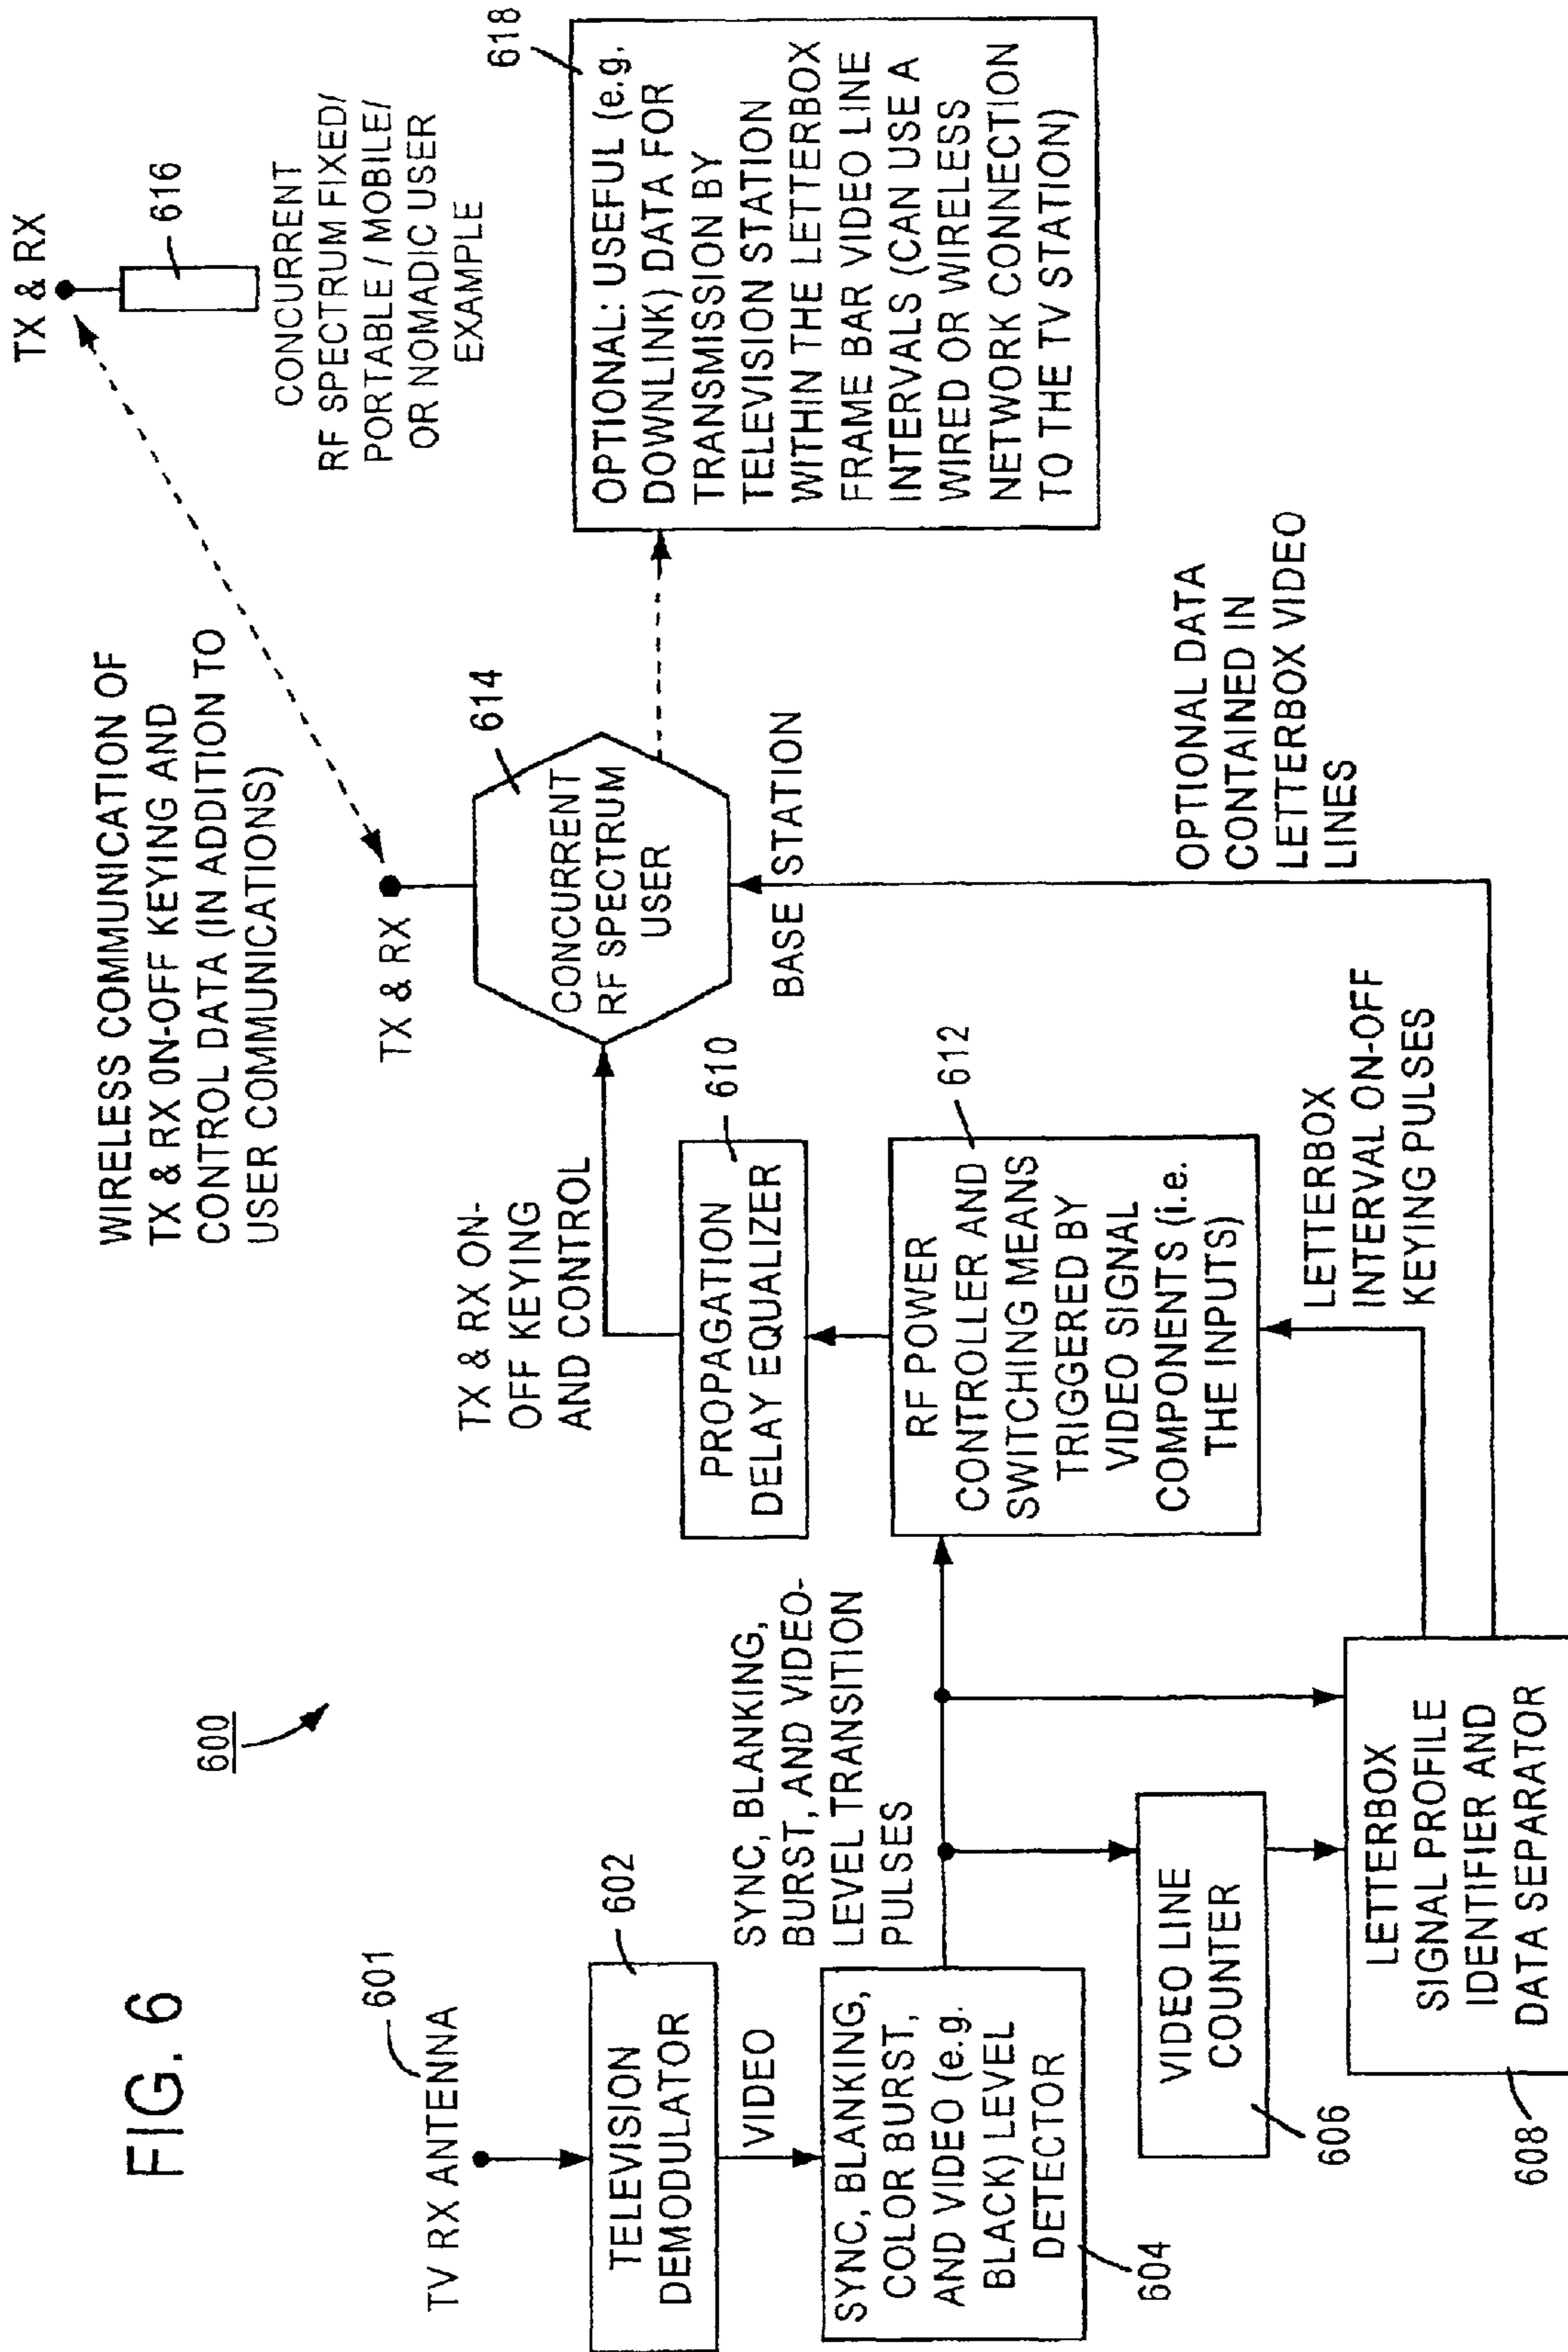 FIG. 6
600
TV RX ANTENNA
601
TELEVISION
DEMODULATOR
602
VIDEO
SYNC, BLANKING,
COLOR BURST,
AND VIDEO (e.g.
BLACK) LEVEL
DETECTOR
604
SYNC, BLANKING,
BURST, AND VIDEO-
LEVEL TRANSITION
PULSES
VIDEO LINE
COUNTER
606
LETTERBOX
SIGNAL PROFILE
IDENTIFIER AND
DATA SEPARATOR
608
WIRELESS COMMUNICATION OF
TX & RX ON-OFF KEYING AND
CONTROL DATA (IN ADDITION TO
USER COMMUNICATIONS)
TX & RX
TX & RX ON-
OFF KEYING
AND CONTROL
PROPAGATION
DELAY EQUALIZER
610
RF POWER
CONTROLLER AND
SWITCHING MEANS
TRIGGERED BY
VIDEO SIGNAL
COMPONENTS (i.e.
THE INPUTS)
612
LETTERBOX
INTERVAL ON-OFF
KEYING PULSES
CONCURRENT
RF SPECTRUM
USER
614
BASE STATION
OPTIONAL DATA
CONTAINED IN
LETTERBOX VIDEO
LINES
TX & RX
616
CONCURRENT
RF SPECTRUM FIXED/
PORTABLE / MOBILE/
OR NOMADIC USER
EXAMPLE
618
OPTIONAL: USEFUL (e.g.
DOWNLINK) DATA FOR
TRANSMISSION BY
TELEVISION STATION
WITHIN THE LETTERBOX
FRAME BAR VIDEO LINE
INTERVALS (CAN USE A
WIRED OR WIRELESS
NETWORK CONNECTION
TO THE TV STATION)